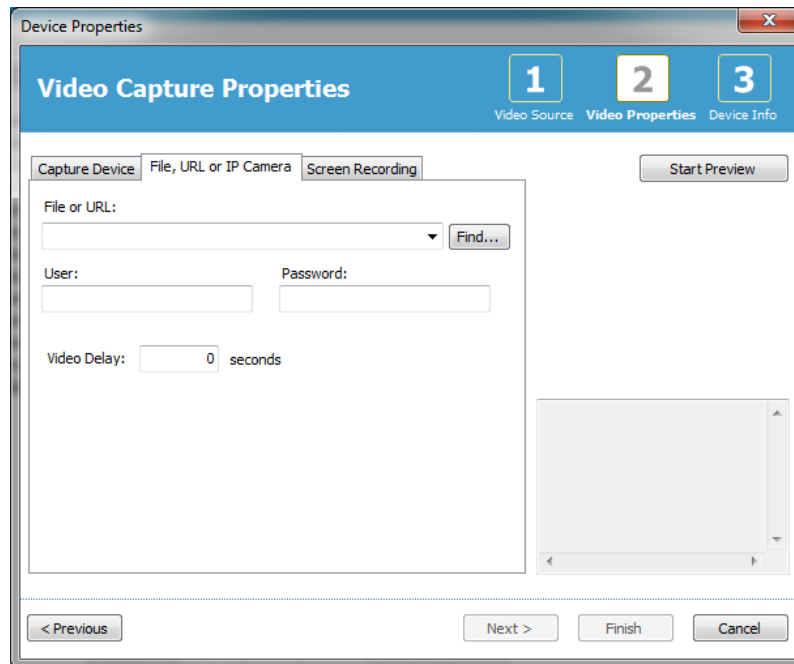 Device Properties
Video Capture Properties
1 2 3
Video Source Video Properties Device Info
Capture Device File, URL or IP Camera Screen Recording
Start Preview
File or URL:
Find...
User: Password:
Video Delay: 0 seconds
< Previous Next > Finish Cancel